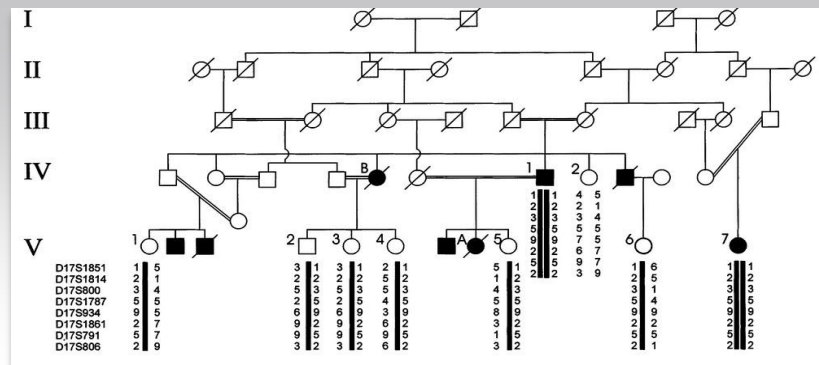 I
II
III
IV B 1 2
1 1 4 5
2 2 2 1
3 3 3 4
5 5 5 5
9 9 7 5
2 2 6 7
5 5 9 7
2 2 3 9
V 1 2 3 4 A 5 6 7
D17S1851 1 5 3 1 3 1 2 1 5 1 1 6 1 1
D17S1814 2 1 2 2 2 2 5 2 1 2 2 5 2 2
D17S800 3 4 5 3 5 3 5 3 4 3 3 1 3 3
D17S1787 5 5 2 5 2 5 4 5 5 5 5 4 5 5
D17S934 9 5 6 9 6 9 3 9 8 9 9 9 9 9
D17S1861 2 7 9 2 9 2 6 2 3 2 2 2 2 2
D17S791 5 7 9 5 9 5 9 5 1 5 5 5 5 5
D17S806 2 9 3 2 3 2 6 2 3 2 2 1 2 2